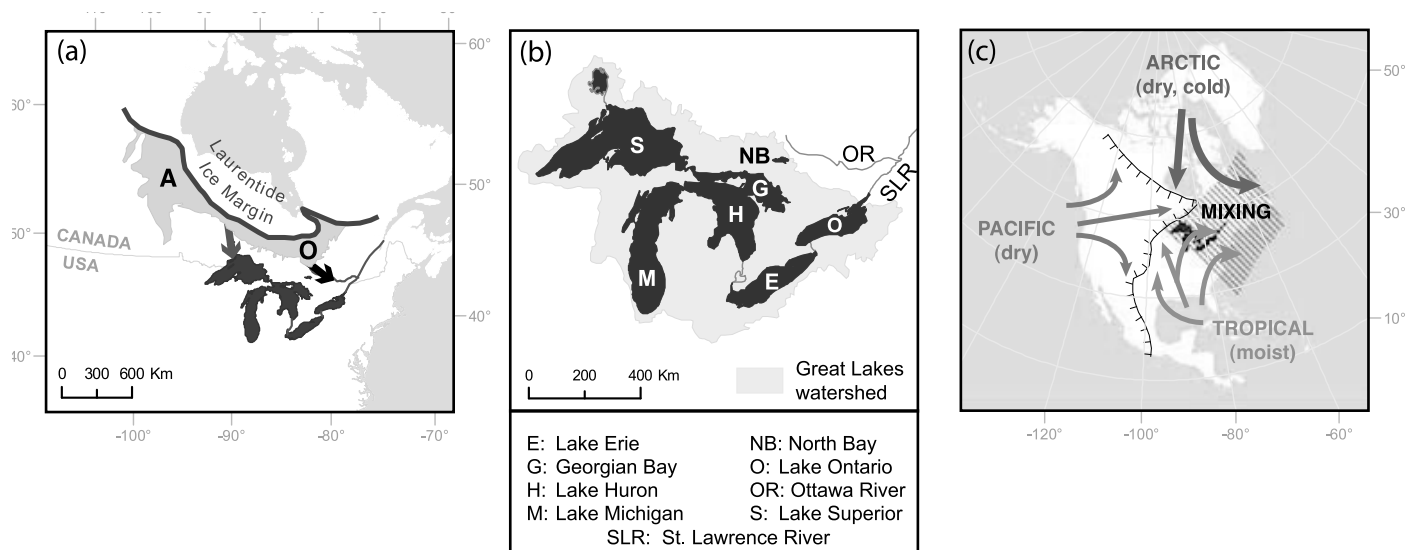 (a)
60°
50°
60°
50°
40°
40°
Laurentide
Ice Margin
A
O
CANADA
USA
0 300 600 Km
-100° -90° -80° -70°
(b)
S
NB
OR
SLR
G
H
O
M
E
0 200 400 Km
Great Lakes
watershed
E: Lake Erie
NB: North Bay
G: Georgian Bay
O: Lake Ontario
H: Lake Huron
OR: Ottawa River
M: Lake Michigan
S: Lake Superior
SLR: St. Lawrence River
(c)
ARCTIC
(dry, cold)
MIXING
PACIFIC
(dry)
TROPICAL
(moist)
50°
30°
10°
-120° -100° -80° -60°